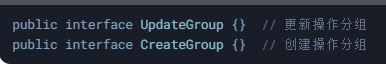 public interface UpdateGroup {}  // 更新操作分组
public interface CreateGroup {}  // 创建操作分组